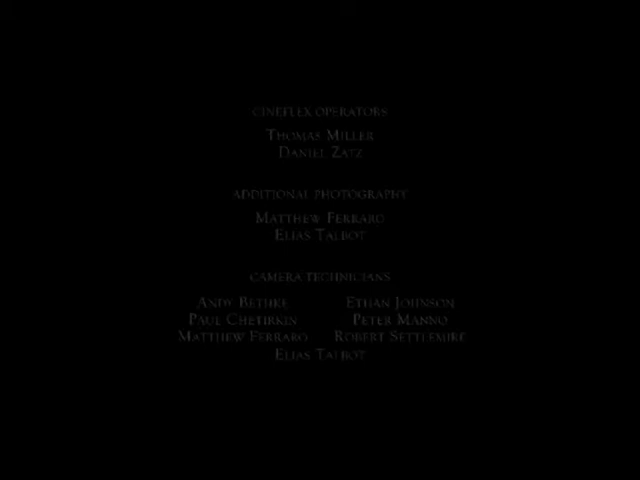 CINEFLEX OPERATORS
THOMAS MILLER
DANIEL ZATZ
ADDITIONAL PHOTOGRAPHY
MATTHEW FERRARO
ELIAS TALBOT
CAMERA TECHNICIANS
ANDY BETHKE ETHAN JOHNSON
PAUL CHETIRKIN PETER MANNO
MATTHEW FERRARO ROBERT SETTLEMIRE
ELIAS TALBOT